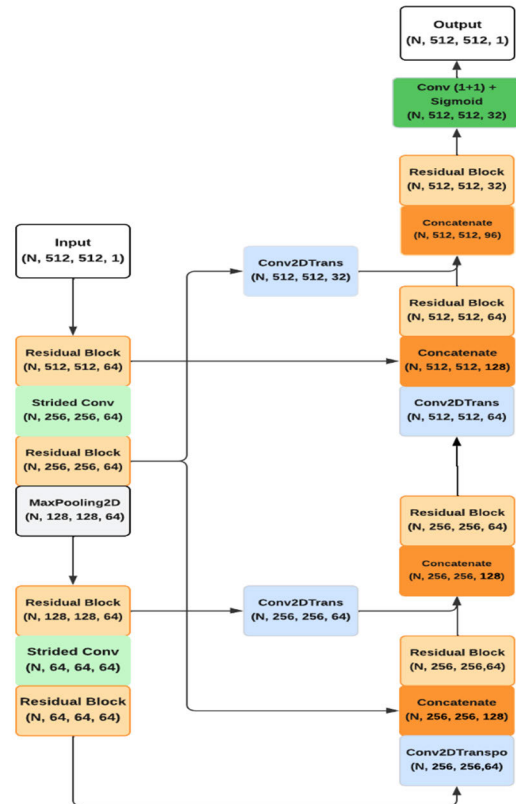 Output
(N, 512, 512, 1)
Conv (1+1) +
Sigmoid
(N, 512, 512, 32)
Residual Block
(N, 512, 512, 32)
Concatenate
(N, 512, 512, 96)
Input
(N, 512, 512, 1)
Conv2DTrans
(N, 512, 512, 32)
Residual Block
(N, 512, 512, 64)
Residual Block
(N, 512, 512, 64)
Concatenate
(N, 512, 512, 128)
Strided Conv
(N, 256, 256, 64)
Conv2DTrans
(N, 512, 512, 64)
Residual Block
(N, 256, 256, 64)
MaxPooling2D
(N, 128, 128, 64)
Residual Block
(N, 256, 256, 64)
Concatenate
(N, 256, 256, 128)
Residual Block
(N, 128, 128, 64)
Conv2DTrans
(N, 256, 256, 64)
Strided Conv
(N, 64, 64, 64)
Residual Block
(N, 256, 256,64)
Residual Block
(N, 64, 64, 64)
Concatenate
(N, 256, 256, 128)
Conv2DTranspo
(N, 256, 256,64)